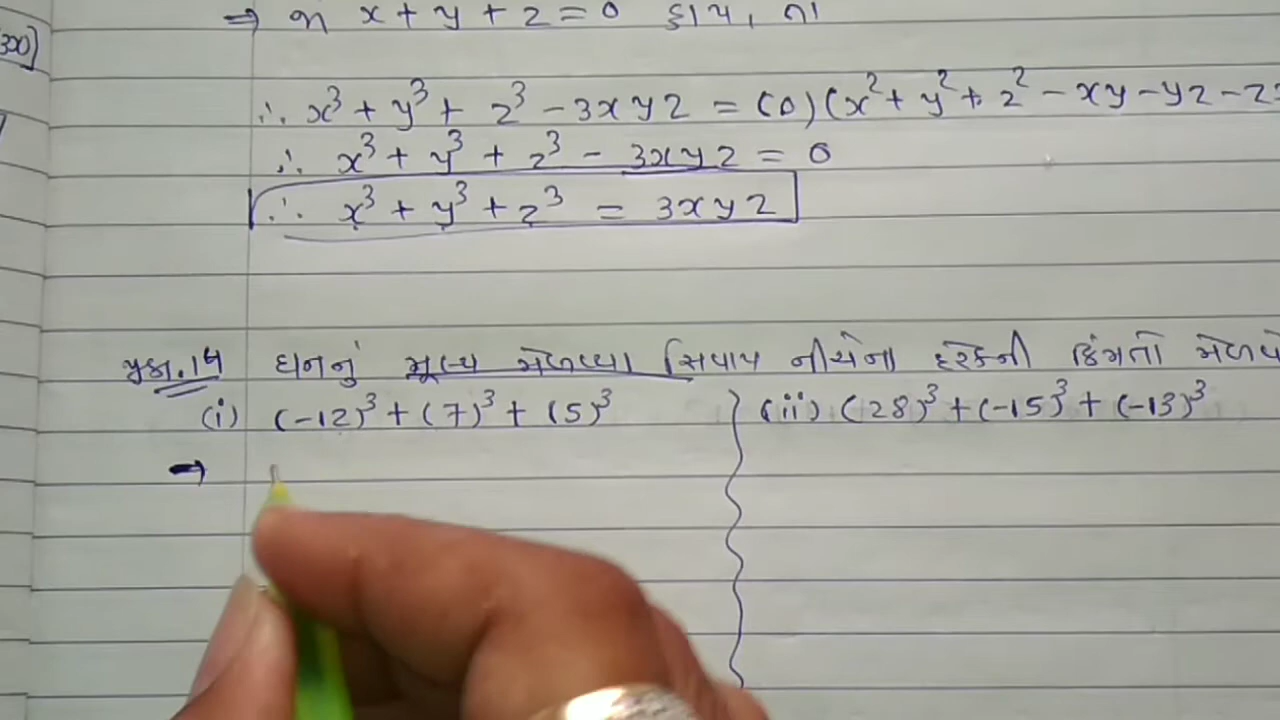 300]
⇒ જો x + y + z = 0 હોય, તો
∴ x³ + y³ + z³ - 3xyz = (0)(x² + y² + z² - xy - yz - z
∴ x³ + y³ + z³ - 3xyz = 0
∴ x³ + y³ + z³ = 3xyz
પ્રશ્ન.14 ઘનનું મૂલ્ય મેળવ્યા સિવાય નીચેના દરેકની કિંમતો મેળવો
(i) (-12)³ + (7)³ + (5)³ (ii) (28)³ + (-15)³ + (-13)³
→